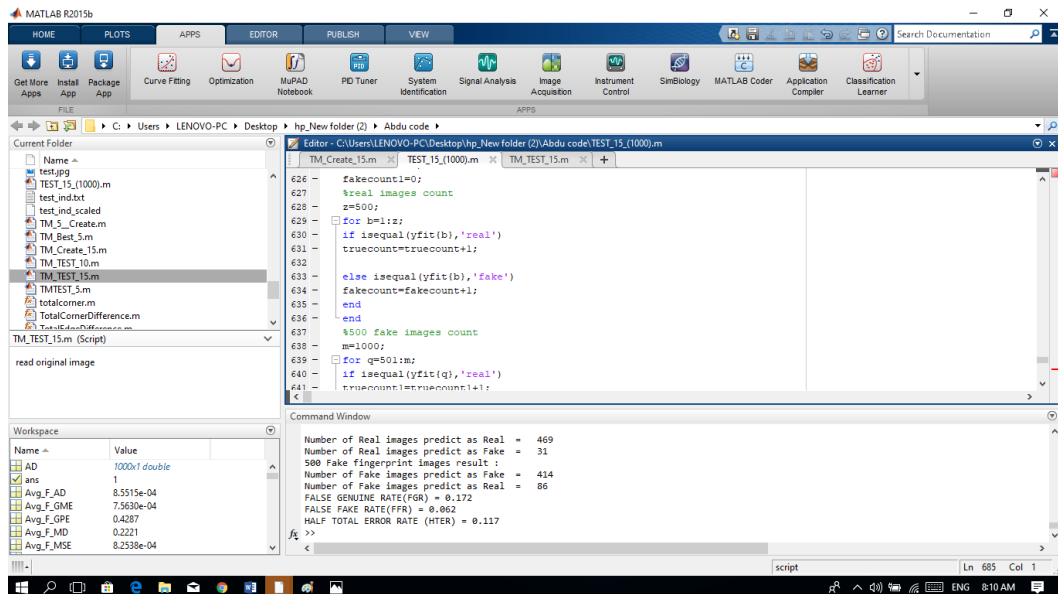 MATLAB R2015b
HOME PLOTS APPS EDITOR PUBLISH VIEW
Search Documentation
Get More Apps
Install App
Package App
Curve Fitting
Optimization
MuPAD Notebook
PID Tuner
System Identification
Signal Analysis
Image Acquisition
Instrument Control
SimBiology
MATLAB Coder
Application Compiler
Classification Learner
FILE
APPS
C: Users LENOVO-PC Desktop hp_New folder (2) Abdu code
Current Folder
Name
test.jpg
TEST_15_(1000).m
test_ind.txt
test_ind_scaled
TM_5__Create.m
TM_Best_5.m
TM_Create_15.m
TM_TEST_10.m
TM_TEST_15.m
TMTEST_5.m
totalcorner.m
TotalCornerDifference.m
TotalEdgeDifference.m
TM_TEST_15.m (Script)
read original image
Workspace
Name Value
AD 1000x1 double
ans 1
Avg_F_AD 8.5515e-04
Avg_F_GME 7.5630e-04
Avg_F_GPE 0.4287
Avg_F_MD 0.2221
Avg_F_MSE 8.2538e-04
Editor - C:\Users\LENOVO-PC\Desktop\hp_New folder (2)\Abdu code\TEST_15_(1000).m
TM_Create_15.m TEST_15_(1000).m TM_TEST_15.m
626 - fakecount1=0;
627 %real images count
628 - z=500;
629 - for b=1:z;
630 - if isequal(yfit{b},'real')
631 - truecount=truecount+1;
632
633 - else isequal(yfit{b},'fake')
634 - fakecount=fakecount+1;
635 - end
636 - end
637 %500 fake images count
638 - m=1000;
639 - for q=501:m;
640 - if isequal(yfit{q},'real')
641 - truecount1=truecount1+1;
Command Window
Number of Real images predict as Real = 469
Number of Real images predict as Fake = 31
500 Fake fingerprint images result :
Number of Fake images predict as Fake = 414
Number of Fake images predict as Real = 86
FALSE GENUINE RATE(FGR) = 0.172
FALSE FAKE RATE(FFR) = 0.062
HALF TOTAL ERROR RATE (HTER) = 0.117
fx >>
script Ln 685 Col 1
ENG 8:10 AM